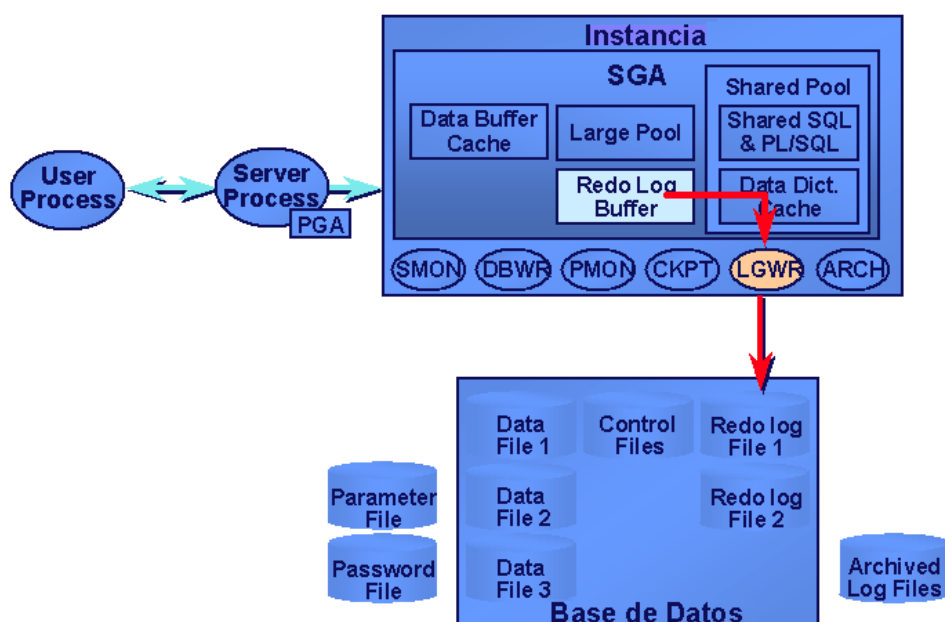 Instancia
SGA
Shared Pool
Data Buffer
Cache
Large Pool
Shared SQL
& PL/SQL
User
Process
Server
Process
PGA
Redo Log
Buffer
Data Dict.
Cache
SMON
DBWR
PMON
CKPT
LGWR
ARCH
Data
File 1
Control
Files
Redo log
File 1
Parameter
File
Data
File 2
Redo log
File 2
Password
File
Data
File 3
Archived
Log Files
Base de Datos